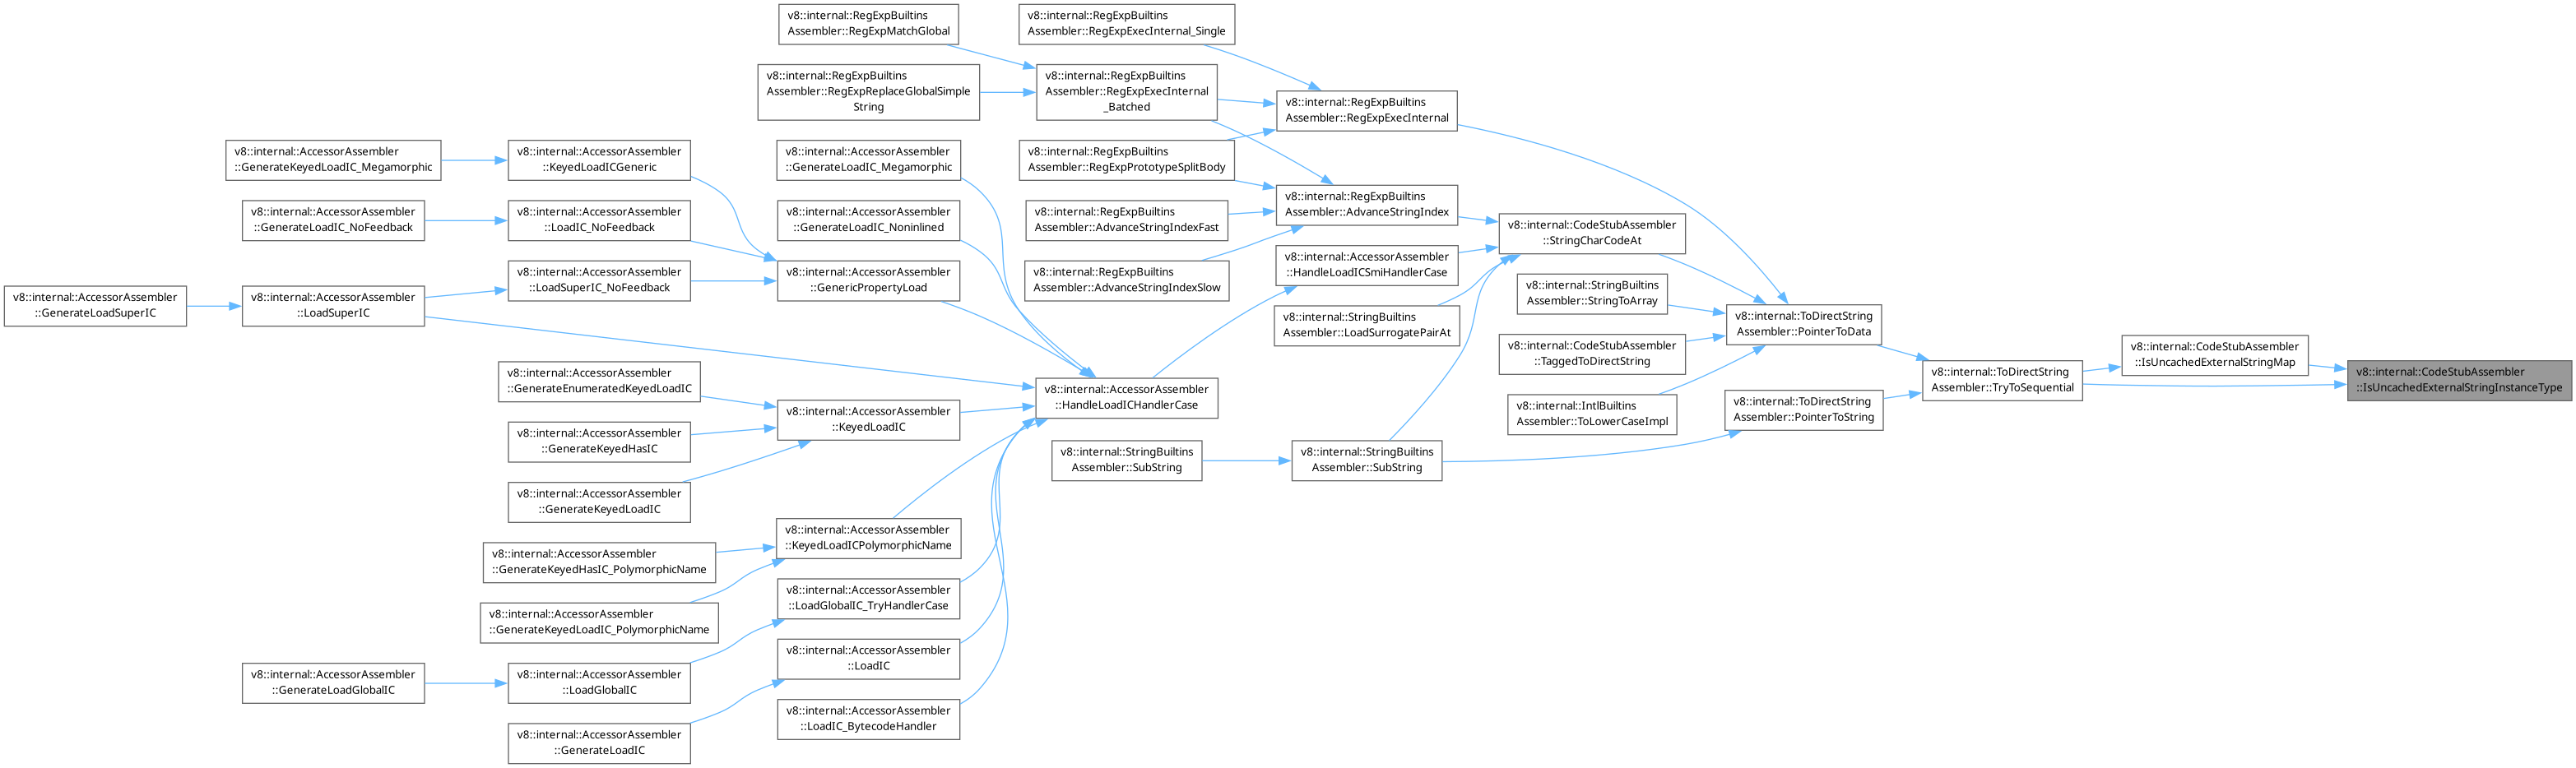 v8::internal::RegExpBuiltins
Assembler::RegExpMatchGlobal
v8::internal::RegExpBuiltins
Assembler::RegExpExecInternal_Single
v8::internal::RegExpBuiltins
Assembler::RegExpReplaceGlobalSimple
String
v8::internal::RegExpBuiltins
Assembler::RegExpExecInternal
_Batched
v8::internal::RegExpBuiltins
Assembler::RegExpExecInternal
v8::internal::AccessorAssembler
::GenerateKeyedLoadIC_Megamorphic
v8::internal::AccessorAssembler
::KeyedLoadICGeneric
v8::internal::AccessorAssembler
::GenerateLoadIC_Megamorphic
v8::internal::RegExpBuiltins
Assembler::RegExpPrototypeSplitBody
v8::internal::RegExpBuiltins
Assembler::AdvanceStringIndex
v8::internal::AccessorAssembler
::GenerateLoadIC_NoFeedback
v8::internal::AccessorAssembler
::LoadIC_NoFeedback
v8::internal::AccessorAssembler
::GenerateLoadIC_Noninlined
v8::internal::RegExpBuiltins
Assembler::AdvanceStringIndexFast
v8::internal::CodeStubAssembler
::StringCharCodeAt
v8::internal::AccessorAssembler
::HandleLoadICSmiHandlerCase
v8::internal::AccessorAssembler
::GenerateLoadSuperIC
v8::internal::AccessorAssembler
::LoadSuperIC
v8::internal::AccessorAssembler
::LoadSuperIC_NoFeedback
v8::internal::AccessorAssembler
::GenericPropertyLoad
v8::internal::RegExpBuiltins
Assembler::AdvanceStringIndexSlow
v8::internal::StringBuiltins
Assembler::StringToArray
v8::internal::StringBuiltins
Assembler::LoadSurrogatePairAt
v8::internal::ToDirectString
Assembler::PointerToData
v8::internal::CodeStubAssembler
::TaggedToDirectString
v8::internal::CodeStubAssembler
::IsUncachedExternalStringMap
v8::internal::ToDirectString
Assembler::TryToSequential
v8::internal::CodeStubAssembler
::IsUncachedExternalStringInstanceType
v8::internal::AccessorAssembler
::GenerateEnumeratedKeyedLoadIC
v8::internal::AccessorAssembler
::HandleLoadICHandlerCase
v8::internal::AccessorAssembler
::KeyedLoadIC
v8::internal::IntlBuiltins
Assembler::ToLowerCaseImpl
v8::internal::ToDirectString
Assembler::PointerToString
v8::internal::AccessorAssembler
::GenerateKeyedHasIC
v8::internal::StringBuiltins
Assembler::SubString
v8::internal::StringBuiltins
Assembler::SubString
v8::internal::AccessorAssembler
::GenerateKeyedLoadIC
v8::internal::AccessorAssembler
::KeyedLoadICPolymorphicName
v8::internal::AccessorAssembler
::GenerateKeyedHasIC_PolymorphicName
v8::internal::AccessorAssembler
::LoadGlobalIC_TryHandlerCase
v8::internal::AccessorAssembler
::GenerateKeyedLoadIC_PolymorphicName
v8::internal::AccessorAssembler
::LoadIC
v8::internal::AccessorAssembler
::GenerateLoadGlobalIC
v8::internal::AccessorAssembler
::LoadGlobalIC
v8::internal::AccessorAssembler
::LoadIC_BytecodeHandler
v8::internal::AccessorAssembler
::GenerateLoadIC